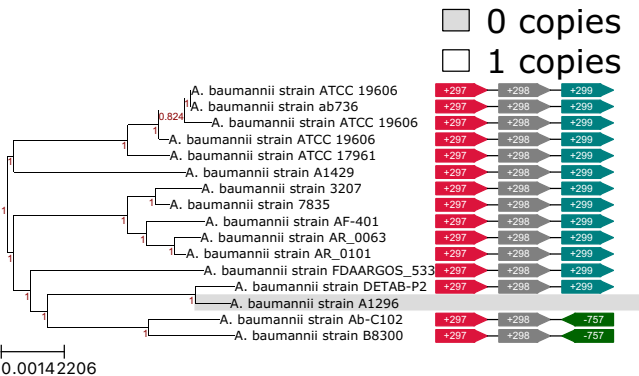 0 copies
1 copies
A. baumannii strain ATCC 19606 +297 +298 +299
1
A. baumannii strain ab736 +297 +298 +299
0.824 A. baumannii strain ATCC 19606 +297 +298 +299
1 A. baumannii strain ATCC 19606 +297 +298 +299
1 A. baumannii strain ATCC 17961 +297 +298 +299
1 A. baumannii strain A1429 +297 +298 +299
A. baumannii strain 3207 +297 +298 +299
1 1 A. baumannii strain 7835 +297 +298 +299
A. baumannii strain AF-401 +297 +298 +299
1 1 A. baumannii strain AR_0063 +297 +298 +299
1 1 A. baumannii strain AR_0101 +297 +298 +299
A. baumannii strain FDAARGOS_533 +297 +298 +299
1 A. baumannii strain DETAB-P2 +297 +298 +299
1 1 A. baumannii strain A1296
A. baumannii strain Ab-C102 +297 +298 -757
1 1 A. baumannii strain B8300 +297 +298 -757
0.00142206